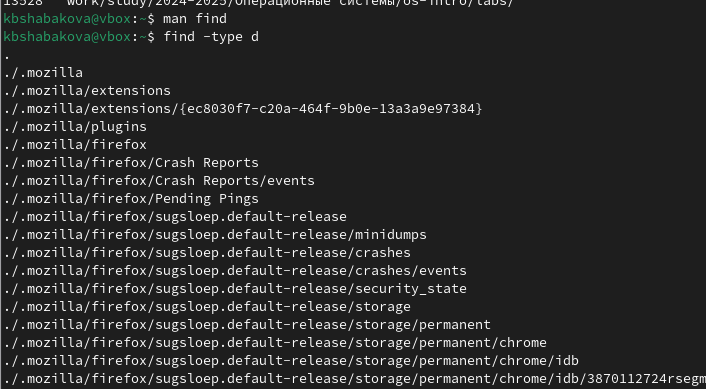 13528   work/study/2024-2025/Операционные системы/os-intro/labs/
kbshabakova@vbox:~$ man find
kbshabakova@vbox:~$ find -type d
.
./.mozilla
./.mozilla/extensions
./.mozilla/extensions/{ec8030f7-c20a-464f-9b0e-13a3a9e97384}
./.mozilla/plugins
./.mozilla/firefox
./.mozilla/firefox/Crash Reports
./.mozilla/firefox/Crash Reports/events
./.mozilla/firefox/Pending Pings
./.mozilla/firefox/sugsloep.default-release
./.mozilla/firefox/sugsloep.default-release/minidumps
./.mozilla/firefox/sugsloep.default-release/crashes
./.mozilla/firefox/sugsloep.default-release/crashes/events
./.mozilla/firefox/sugsloep.default-release/security_state
./.mozilla/firefox/sugsloep.default-release/storage
./.mozilla/firefox/sugsloep.default-release/storage/permanent
./.mozilla/firefox/sugsloep.default-release/storage/permanent/chrome
./.mozilla/firefox/sugsloep.default-release/storage/permanent/chrome/idb
./.mozilla/firefox/sugsloep.default-release/storage/permanent/chrome/idb/3870112724rsegm